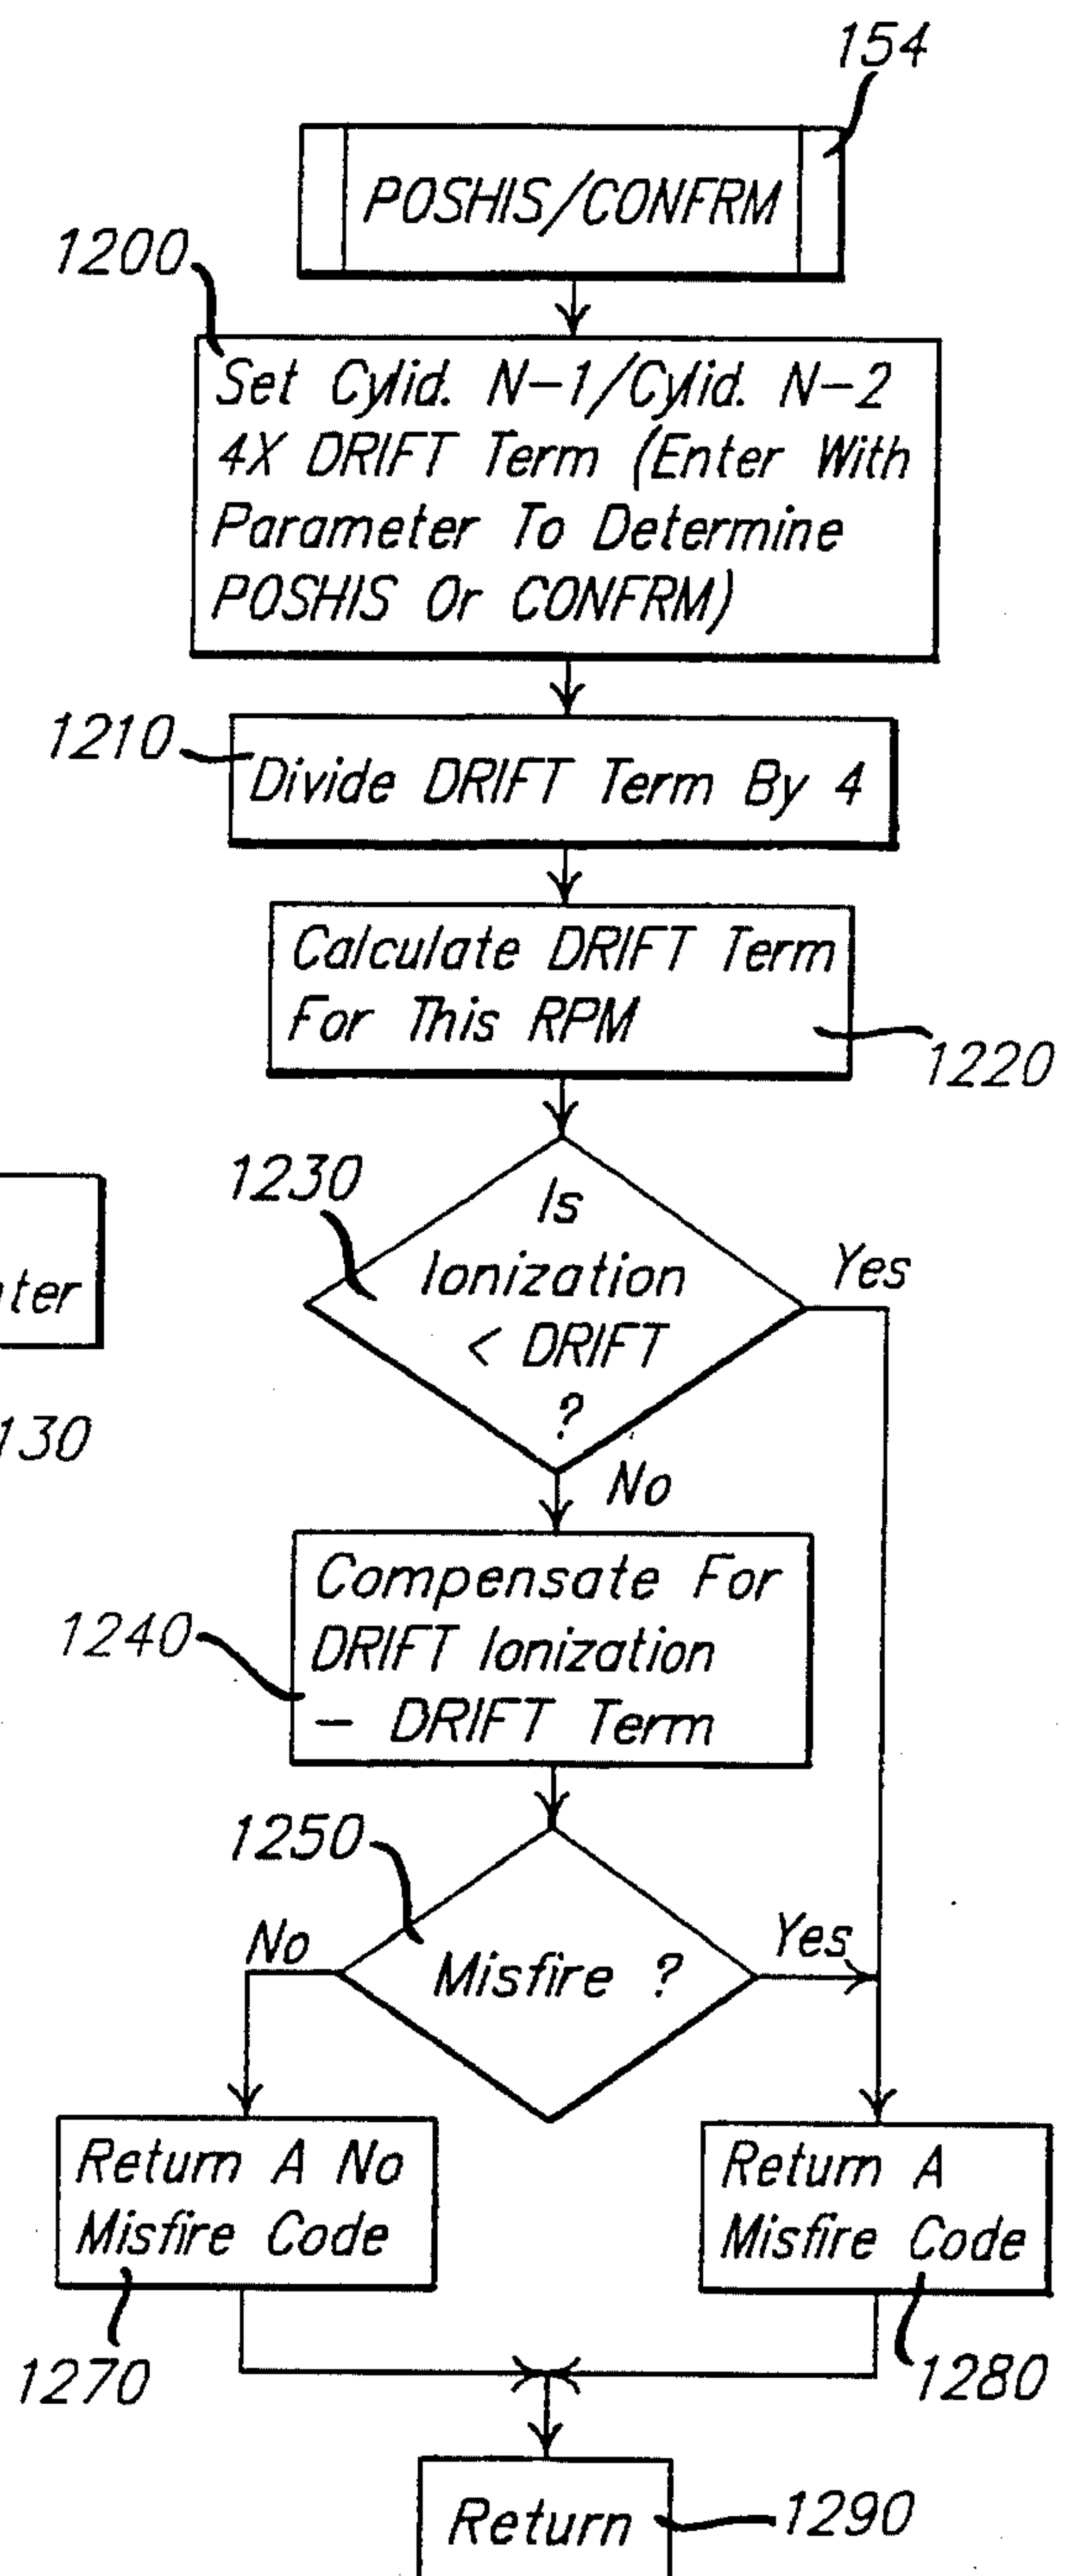 154
POSHIS/CONFRM
1200
Set Cylid. N-1/Cylid. N-2
4X DRIFT Term (Enter With
Parameter To Determine
POSHIS Or CONFRM)
1210
Divide DRIFT Term By 4
Calculate DRIFT Term
For This RPM
1220
1230
Is
Ionization
< DRIFT
?
Yes
No
Compensate For
DRIFT Ionization
- DRIFT Term
1240
1250
Misfire ?
No
Yes
Return A No
Misfire Code
Return A
Misfire Code
1270
1280
Return
1290